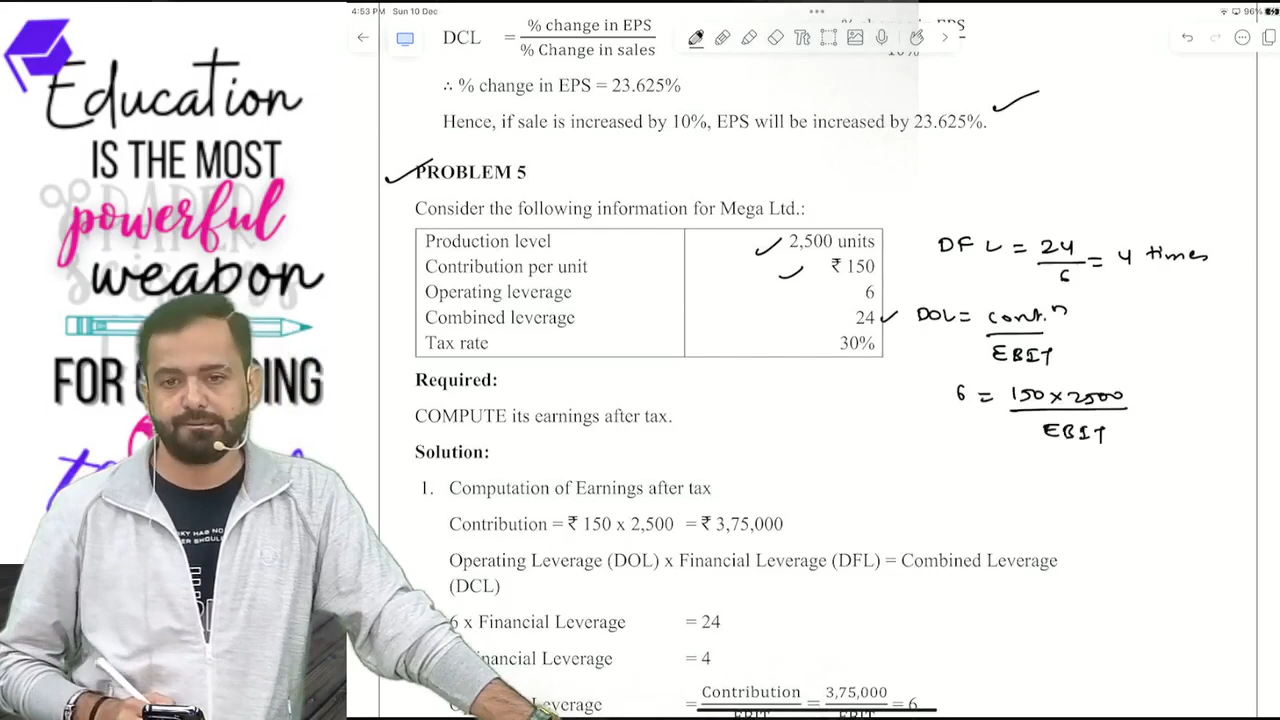 4:53 PM Sun 10 Dec
96%
Education
IS THE MOST
powerful
weapon
DCL = % change in EPS / % Change in sales
10%
∴ % change in EPS = 23.625%
Hence, if sale is increased by 10%, EPS will be increased by 23.625%.
PROBLEM 5
Consider the following information for Mega Ltd.:
Production level 2,500 units
Contribution per unit ₹ 150
Operating leverage 6
Combined leverage 24
Tax rate 30%
DFL = 24 / 6 = 4 times
DOL = cont.n / EBIT
6 = 150 x 2500 / EBIT
Required:
COMPUTE its earnings after tax.
Solution:
1. Computation of Earnings after tax
Contribution = ₹ 150 x 2,500 = ₹ 3,75,000
Operating Leverage (DOL) x Financial Leverage (DFL) = Combined Leverage
(DCL)
6 x Financial Leverage = 24
Leverage = 4
= Contribution / EBIT = 3,75,000 / EBIT = 6